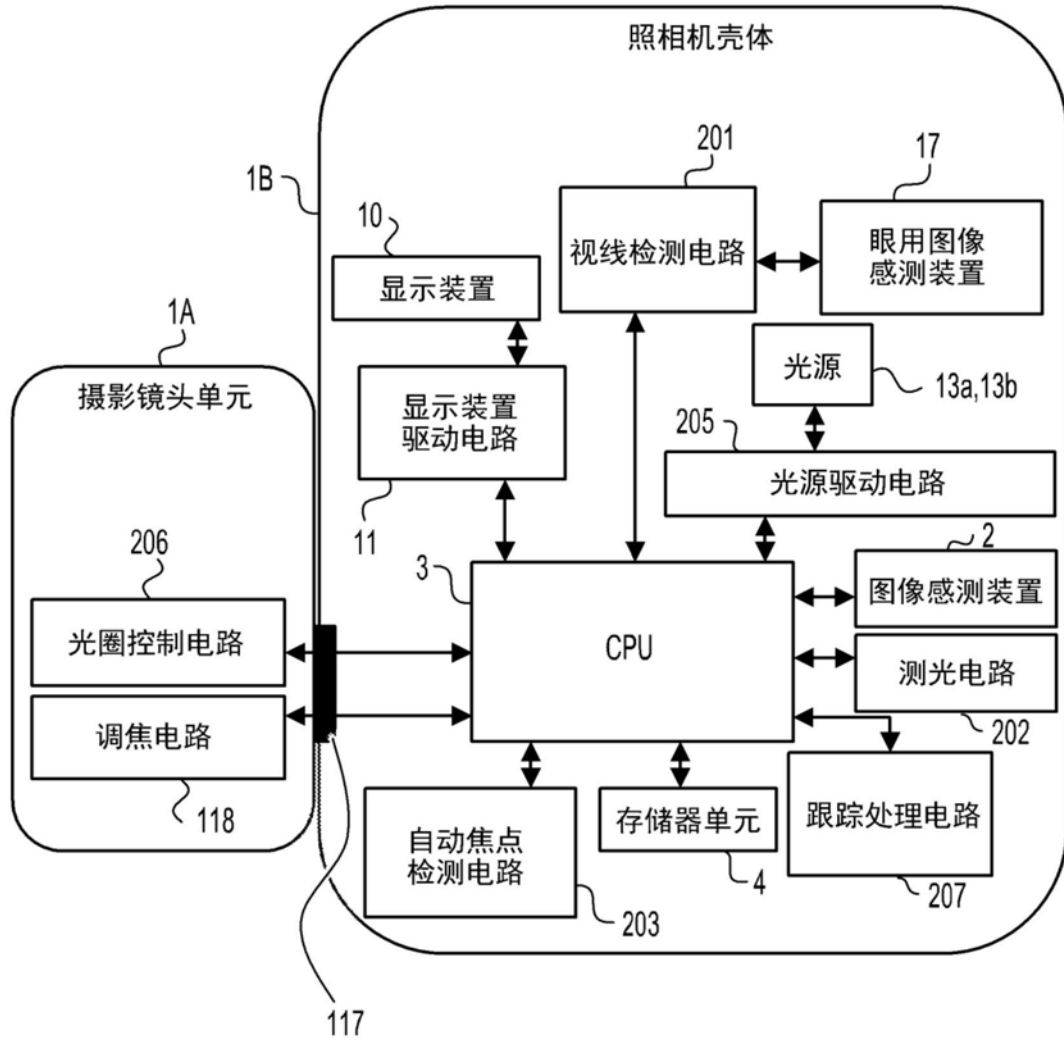 照相机壳体
201
17
1B
10
视线检测电路
眼用图像
感测装置
显示装置
1A
光源
13a,13b
摄影镜头单元
显示装置
驱动电路
205
光源驱动电路
11
206
3
2
图像感测装置
光圈控制电路
CPU
测光电路
调焦电路
202
118
自动焦点
检测电路
存储器单元
跟踪处理电路
4
203
207
117